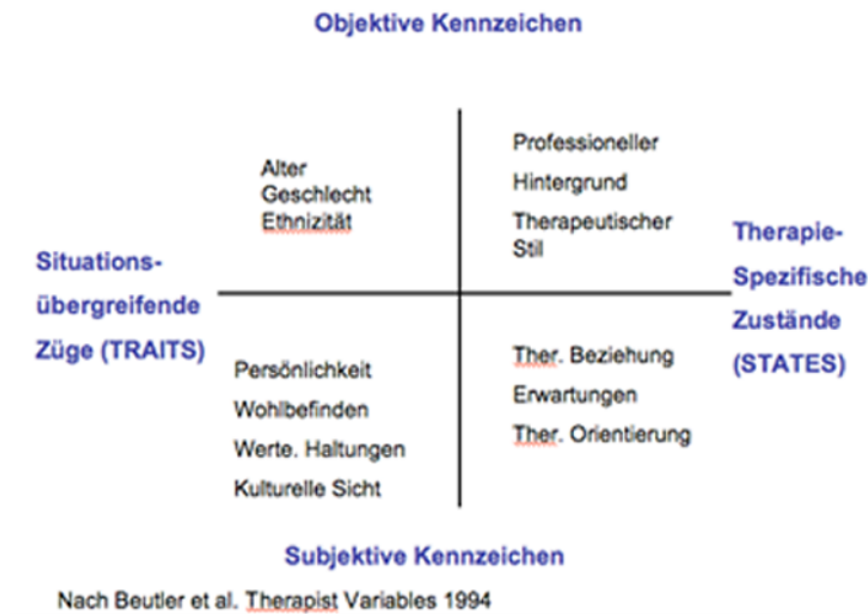 Objektive Kennzeichen
Alter
Geschlecht
Ethnizität
Professioneller
Hintergrund
Therapeutischer
Stil
Situations-
übergreifende
Züge (TRAITS)
Therapie-
Spezifische
Zustände
(STATES)
Persönlichkeit
Wohlbefinden
Werte. Haltungen
Kulturelle Sicht
Ther. Beziehung
Erwartungen
Ther. Orientierung
Subjektive Kennzeichen
Nach Beutler et al. Therapist Variables 1994